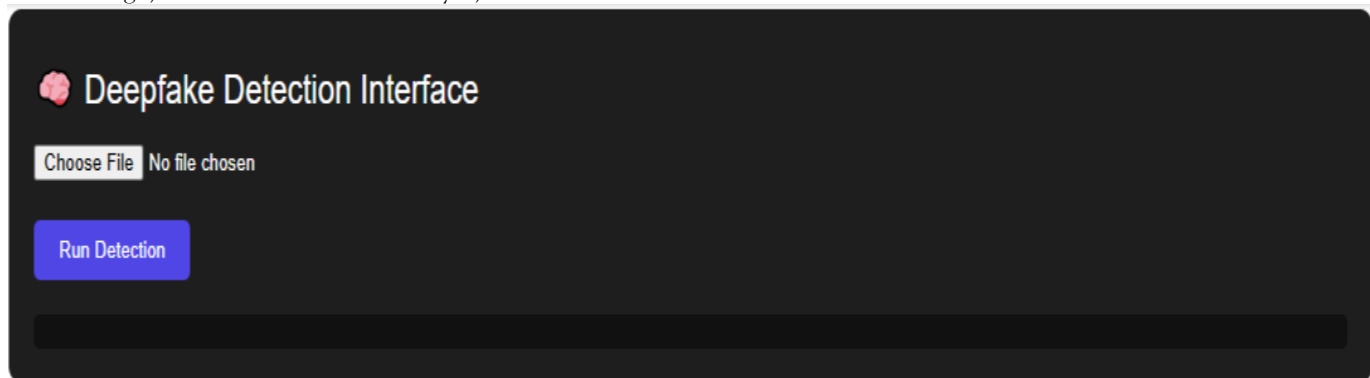 🧠 Deepfake Detection Interface
Choose File No file chosen
Run Detection